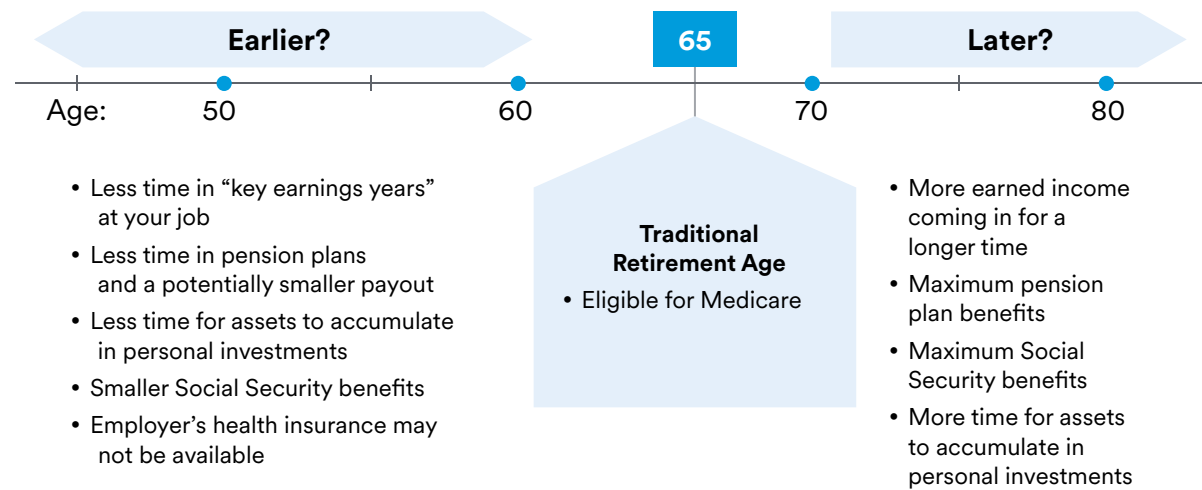 Earlier?
65
Later?
Age:
50
60
70
80
• Less time in “key earnings years”
at your job
• Less time in pension plans
and a potentially smaller payout
• Less time for assets to accumulate
in personal investments
• Smaller Social Security benefits
• Employer’s health insurance may
not be available
Traditional
Retirement Age
• Eligible for Medicare
• More earned income
coming in for a
longer time
• Maximum pension
plan benefits
• Maximum Social
Security benefits
• More time for assets
to accumulate in
personal investments